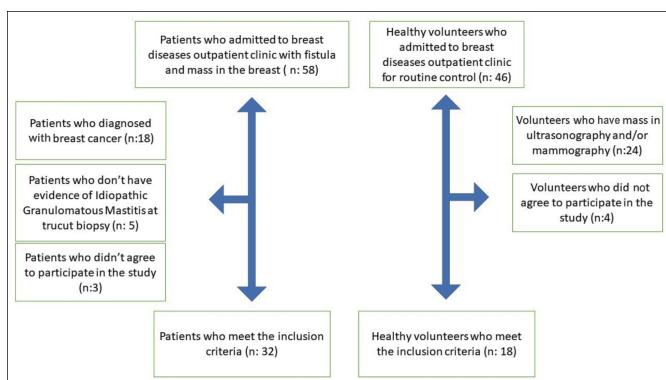 Patients who admitted to breast
diseases outpatient clinic with fistula
and mass in the breast ( n: 58)
Healthy volunteers who
admitted to breast
diseases outpatient clinic
for routine control (n: 46)
Patients who diagnosed
with breast cancer (n:18)
Patients who don't have
evidence of Idiopathic
Granulomatous Mastitis at
trucut biopsy (n: 5)
Patients who didn't agree
to participate in the study
(n:3)
Volunteers who have mass in
ultrasonography and/or
mammography (n:24)
Volunteers who did not
agree to participate in the
study (n:4)
Patients who meet the inclusion
criteria (n: 32)
Healthy volunteers who meet
the inclusion criteria (n: 18)